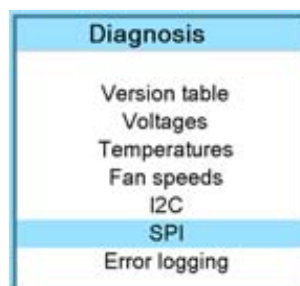 Diagnosis
Version table
Voltages
Temperatures
Fan speeds
I2C
SPI
Error logging